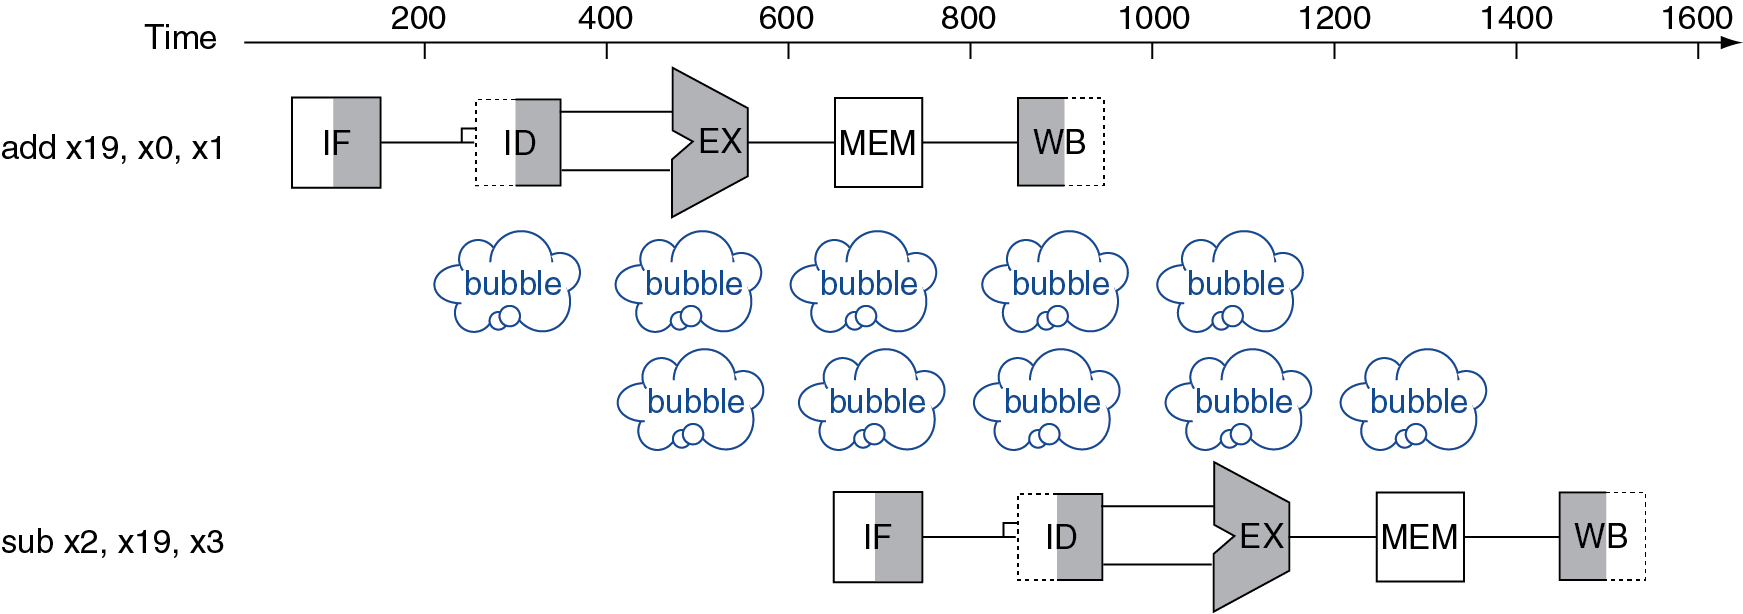 200 400 600 800 1000 1200 1400 1600
Time
add x19, x0, x1 IF ID EX MEM WB
bubble bubble bubble bubble bubble
bubble bubble bubble bubble bubble
sub x2, x19, x3 IF ID EX MEM WB